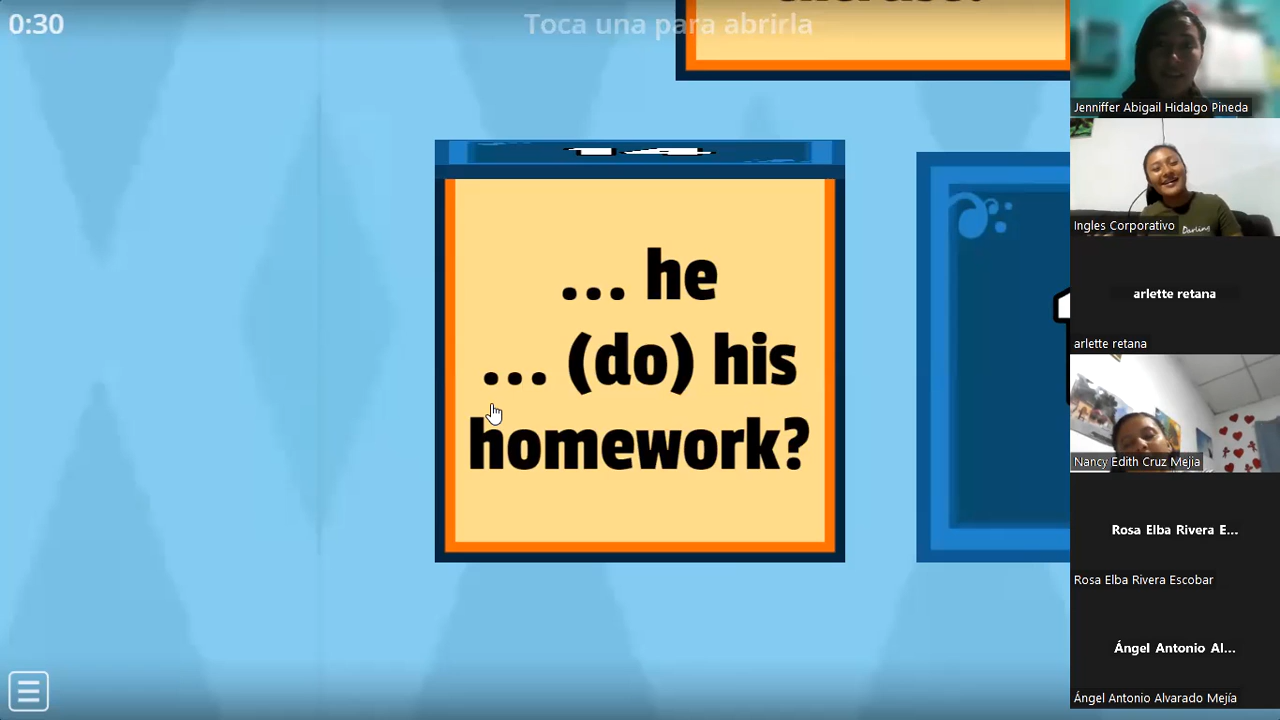 0:30
Toca una para abrirla
... he
... (do) his
homework?
Jenniffer Abigail Hidalgo Pineda
Darling
Ingles Corporativo
arlette retana
arlette retana
Nancy Edith Cruz Mejia
Rosa Elba Rivera E...
Rosa Elba Rivera Escobar
Ángel Antonio Al...
Ángel Antonio Alvarado Mejía